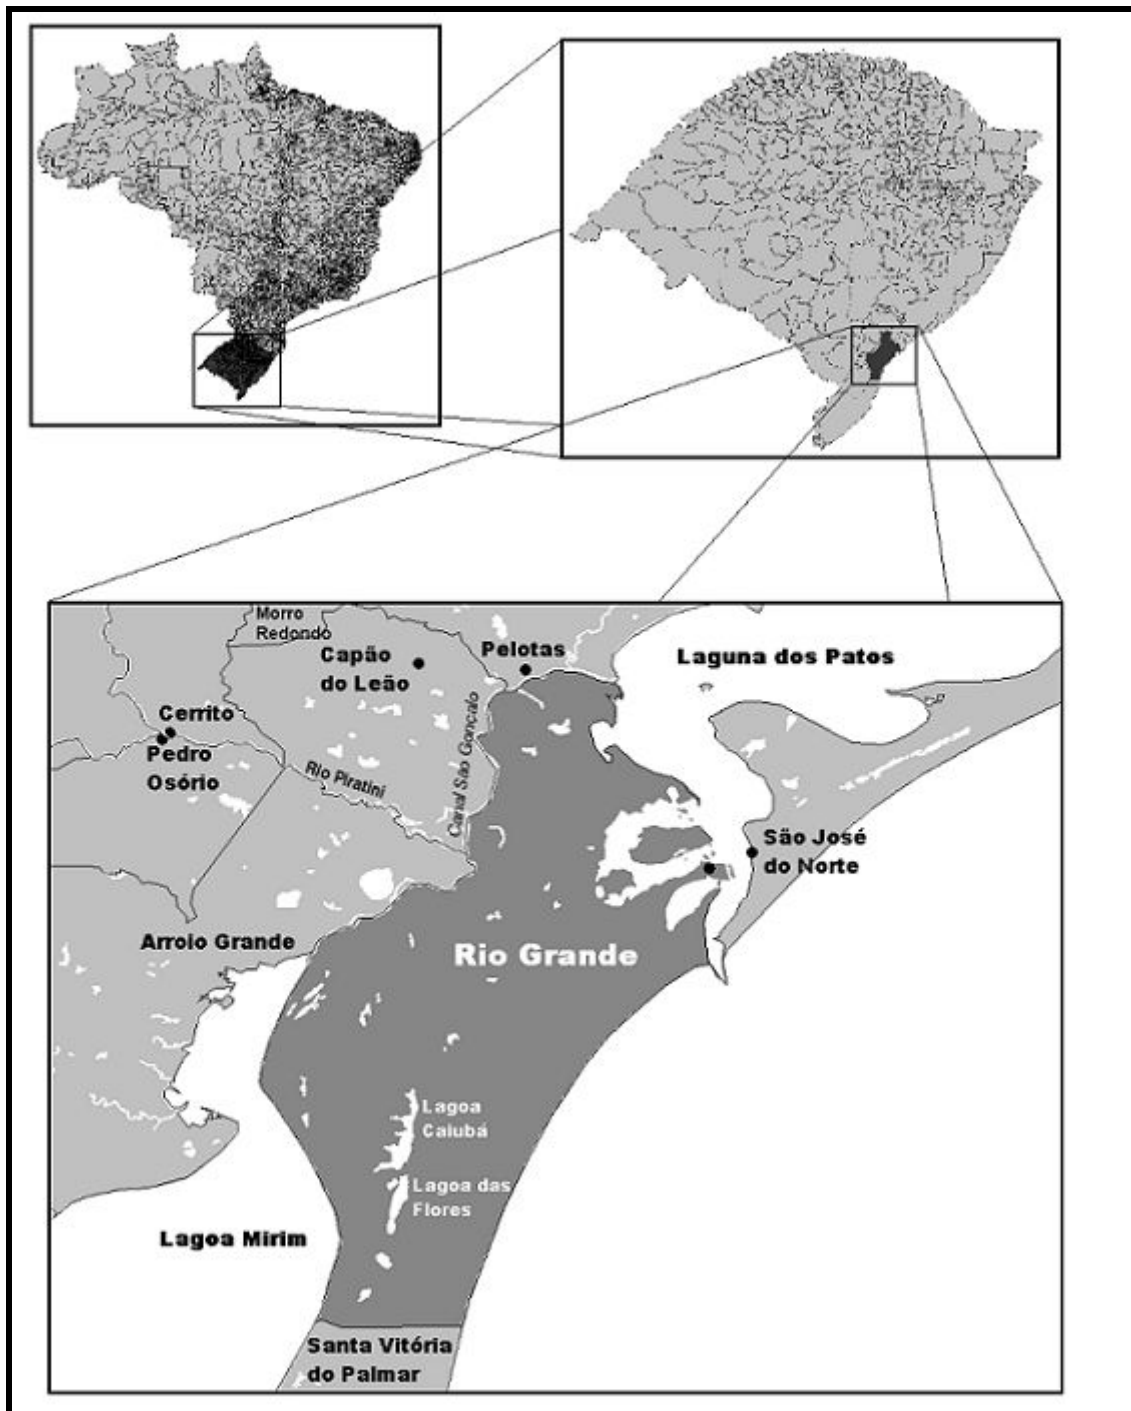 Morro
Redondo
Capão
do Leão
Pelotas
Laguna dos Patos
Cerrito
Pedro
Osório
Rio Piratini
Canal São Gonçalo
São José
do Norte
Arroio Grande
Rio Grande
Lagoa
Caiubá
Lagoa das
Flores
Lagoa Mirim
Santa Vitória
do Palmar